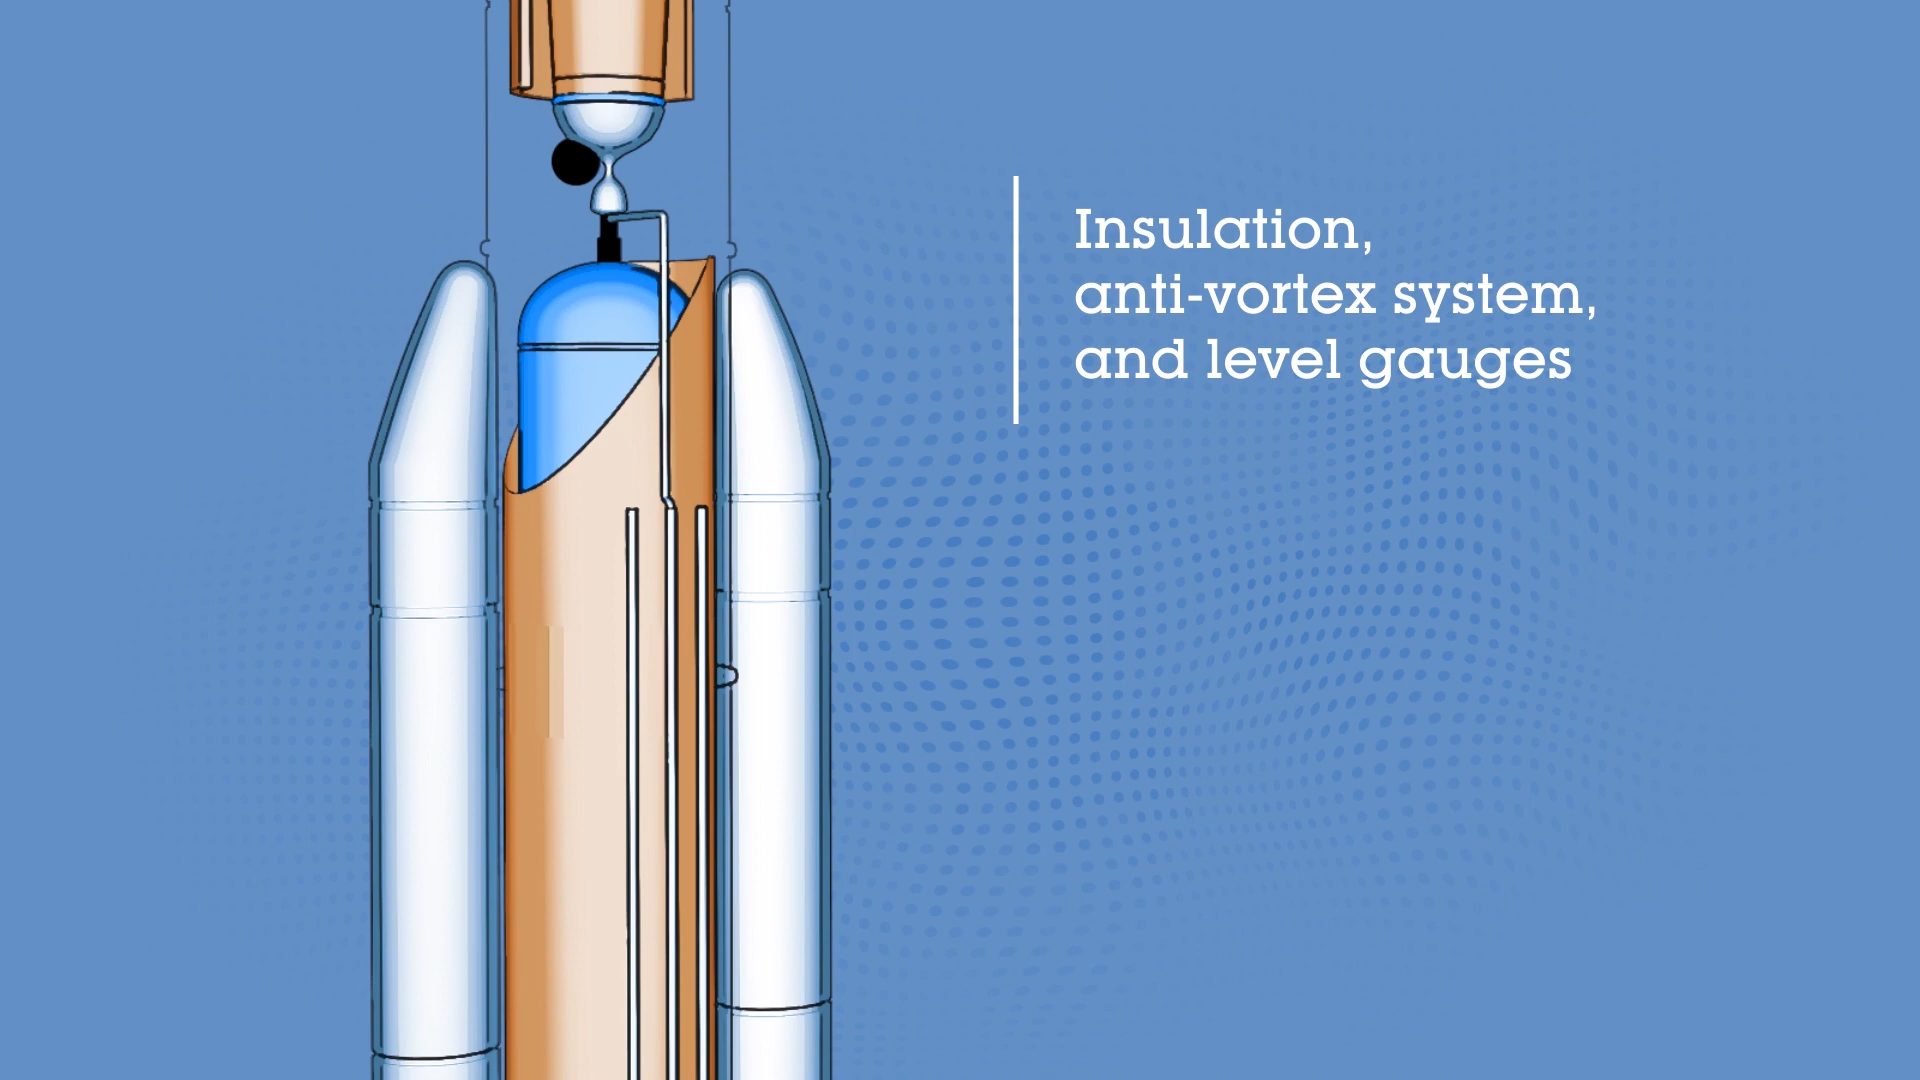 Insulation,
anti-vortex system,
and level gauges